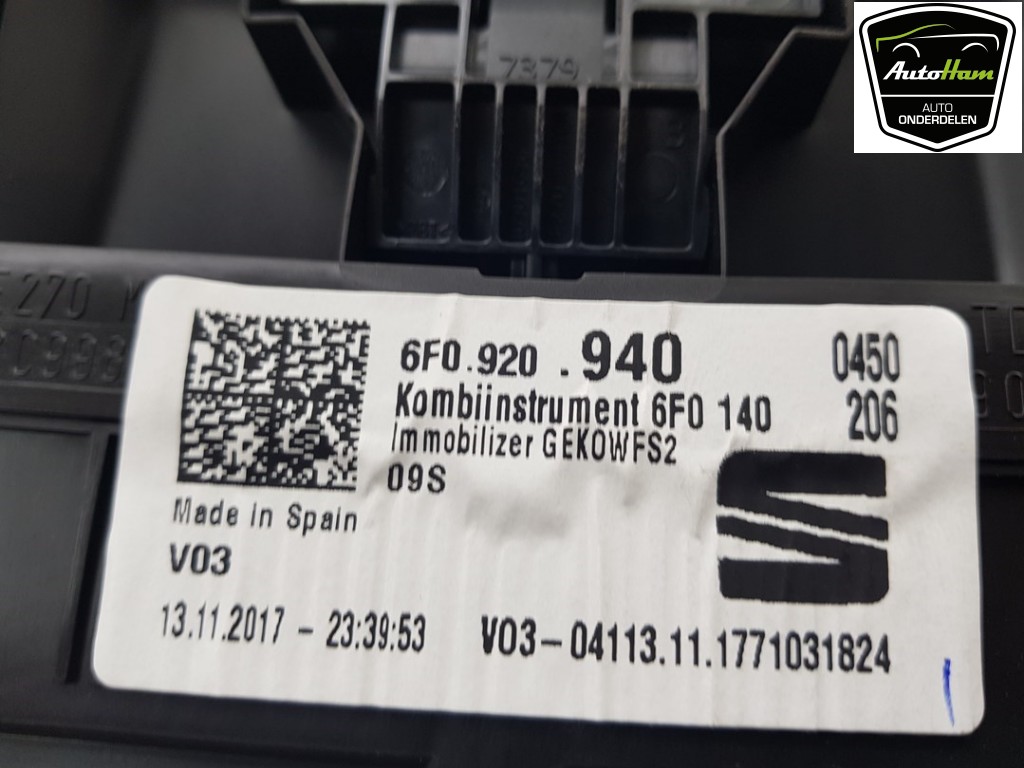 AutoHam
AUTO
ONDERDELEN
7379
270
6F0.920 .940
0450
Kombiinstrument 6F0 140
206
Immobilizer GEKOWFS2
09S
Made in Spain
V03
13.11.2017 - 23:39:53
V03-04113.11.1771031824